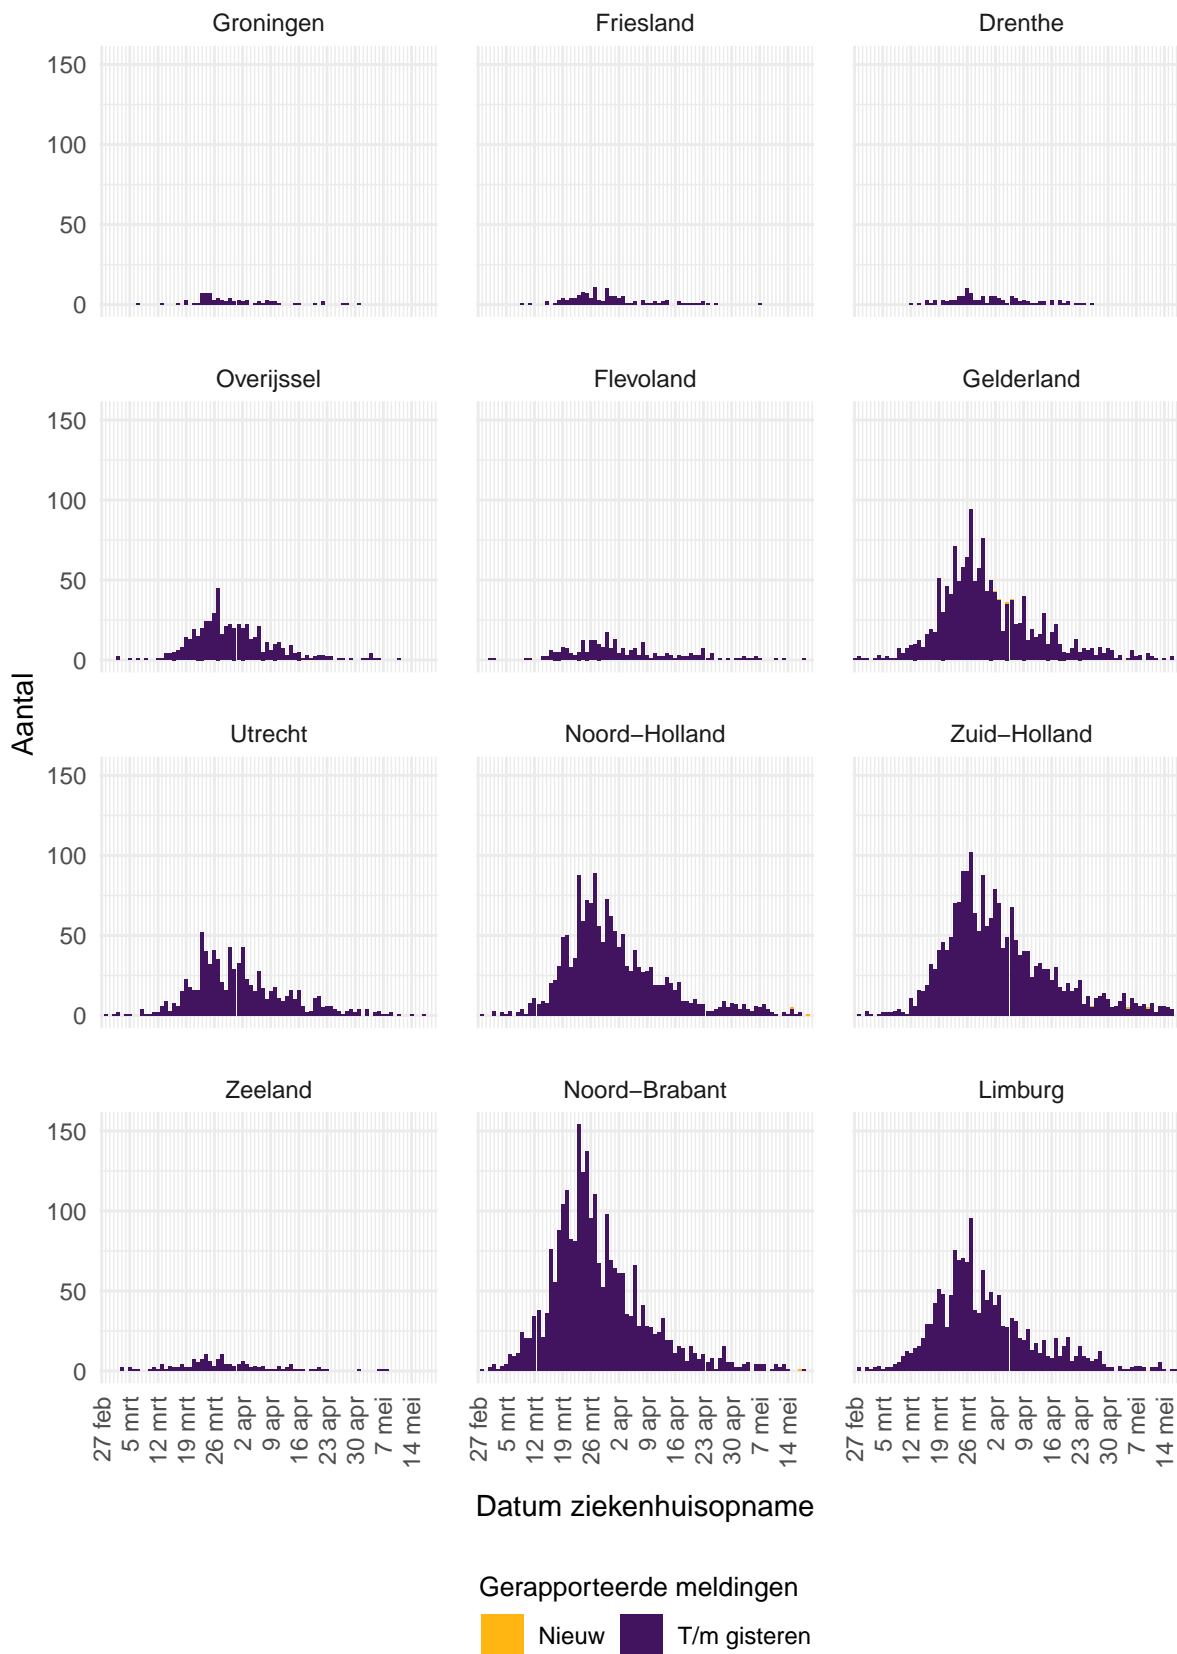 Groningen Friesland Drenthe
150
100
50
0
Overijssel Flevoland Gelderland
150
100
50
0
Aantal
Utrecht Noord−Holland Zuid−Holland
150
100
50
0
Zeeland Noord−Brabant Limburg
150
100
50
0
27 feb 5 mrt 12 mrt 19 mrt 26 mrt 2 apr 9 apr 16 apr 23 apr 30 apr 7 mei 14 mei 27 feb 5 mrt 12 mrt 19 mrt 26 mrt 2 apr 9 apr 16 apr 23 apr 30 apr 7 mei 14 mei 27 feb 5 mrt 12 mrt 19 mrt 26 mrt 2 apr 9 apr 16 apr 23 apr 30 apr 7 mei 14 mei
Datum ziekenhuisopname
Gerapporteerde meldingen
Nieuw T/m gisteren